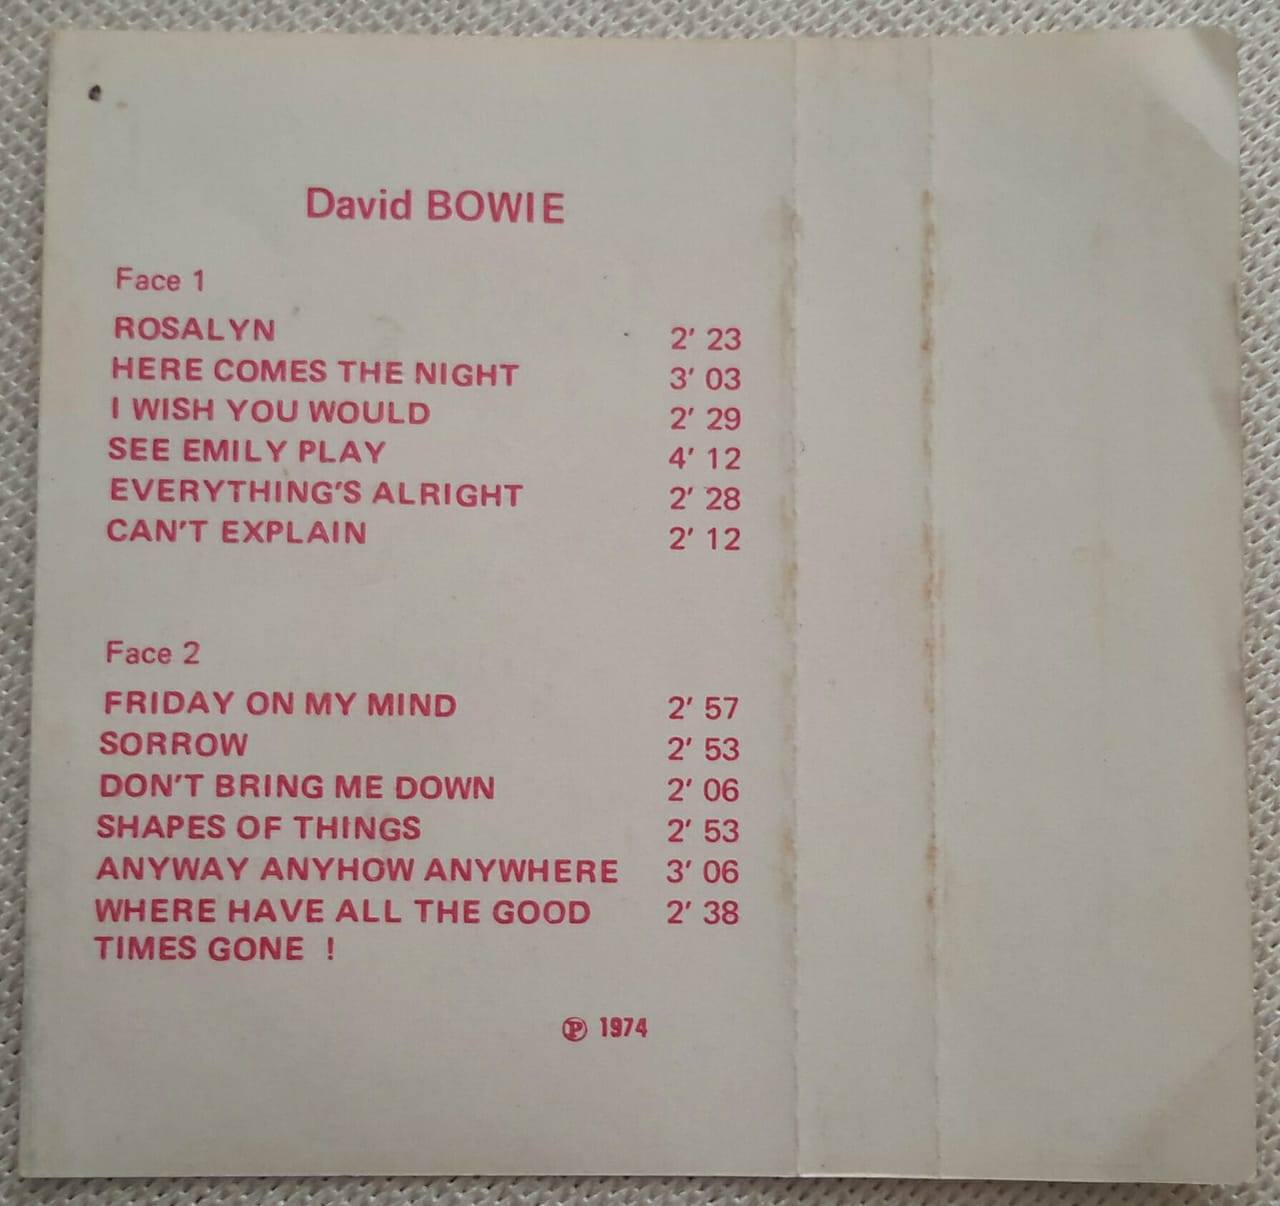 David BOWIE
Face 1
ROSALYN 2' 23
HERE COMES THE NIGHT 3' 03
I WISH YOU WOULD 2' 29
SEE EMILY PLAY 4' 12
EVERYTHING'S ALRIGHT 2' 28
CAN'T EXPLAIN 2' 12
Face 2
FRIDAY ON MY MIND 2' 57
SORROW 2' 53
DON'T BRING ME DOWN 2' 06
SHAPES OF THINGS 2' 53
ANYWAY ANYHOW ANYWHERE 3' 06
WHERE HAVE ALL THE GOOD 2' 38
TIMES GONE !
℗ 1974